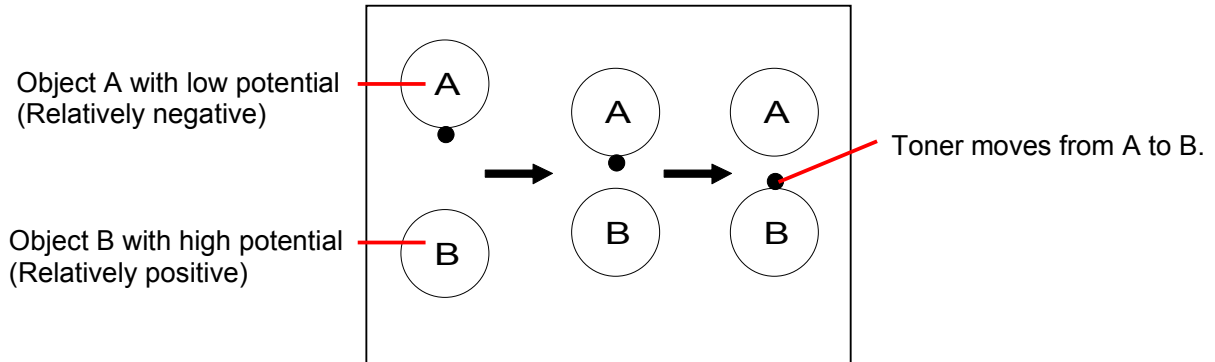 Object A with low potential
(Relatively negative)
Object B with high potential
(Relatively positive)
A
B
A
B
A
B
Toner moves from A to B.